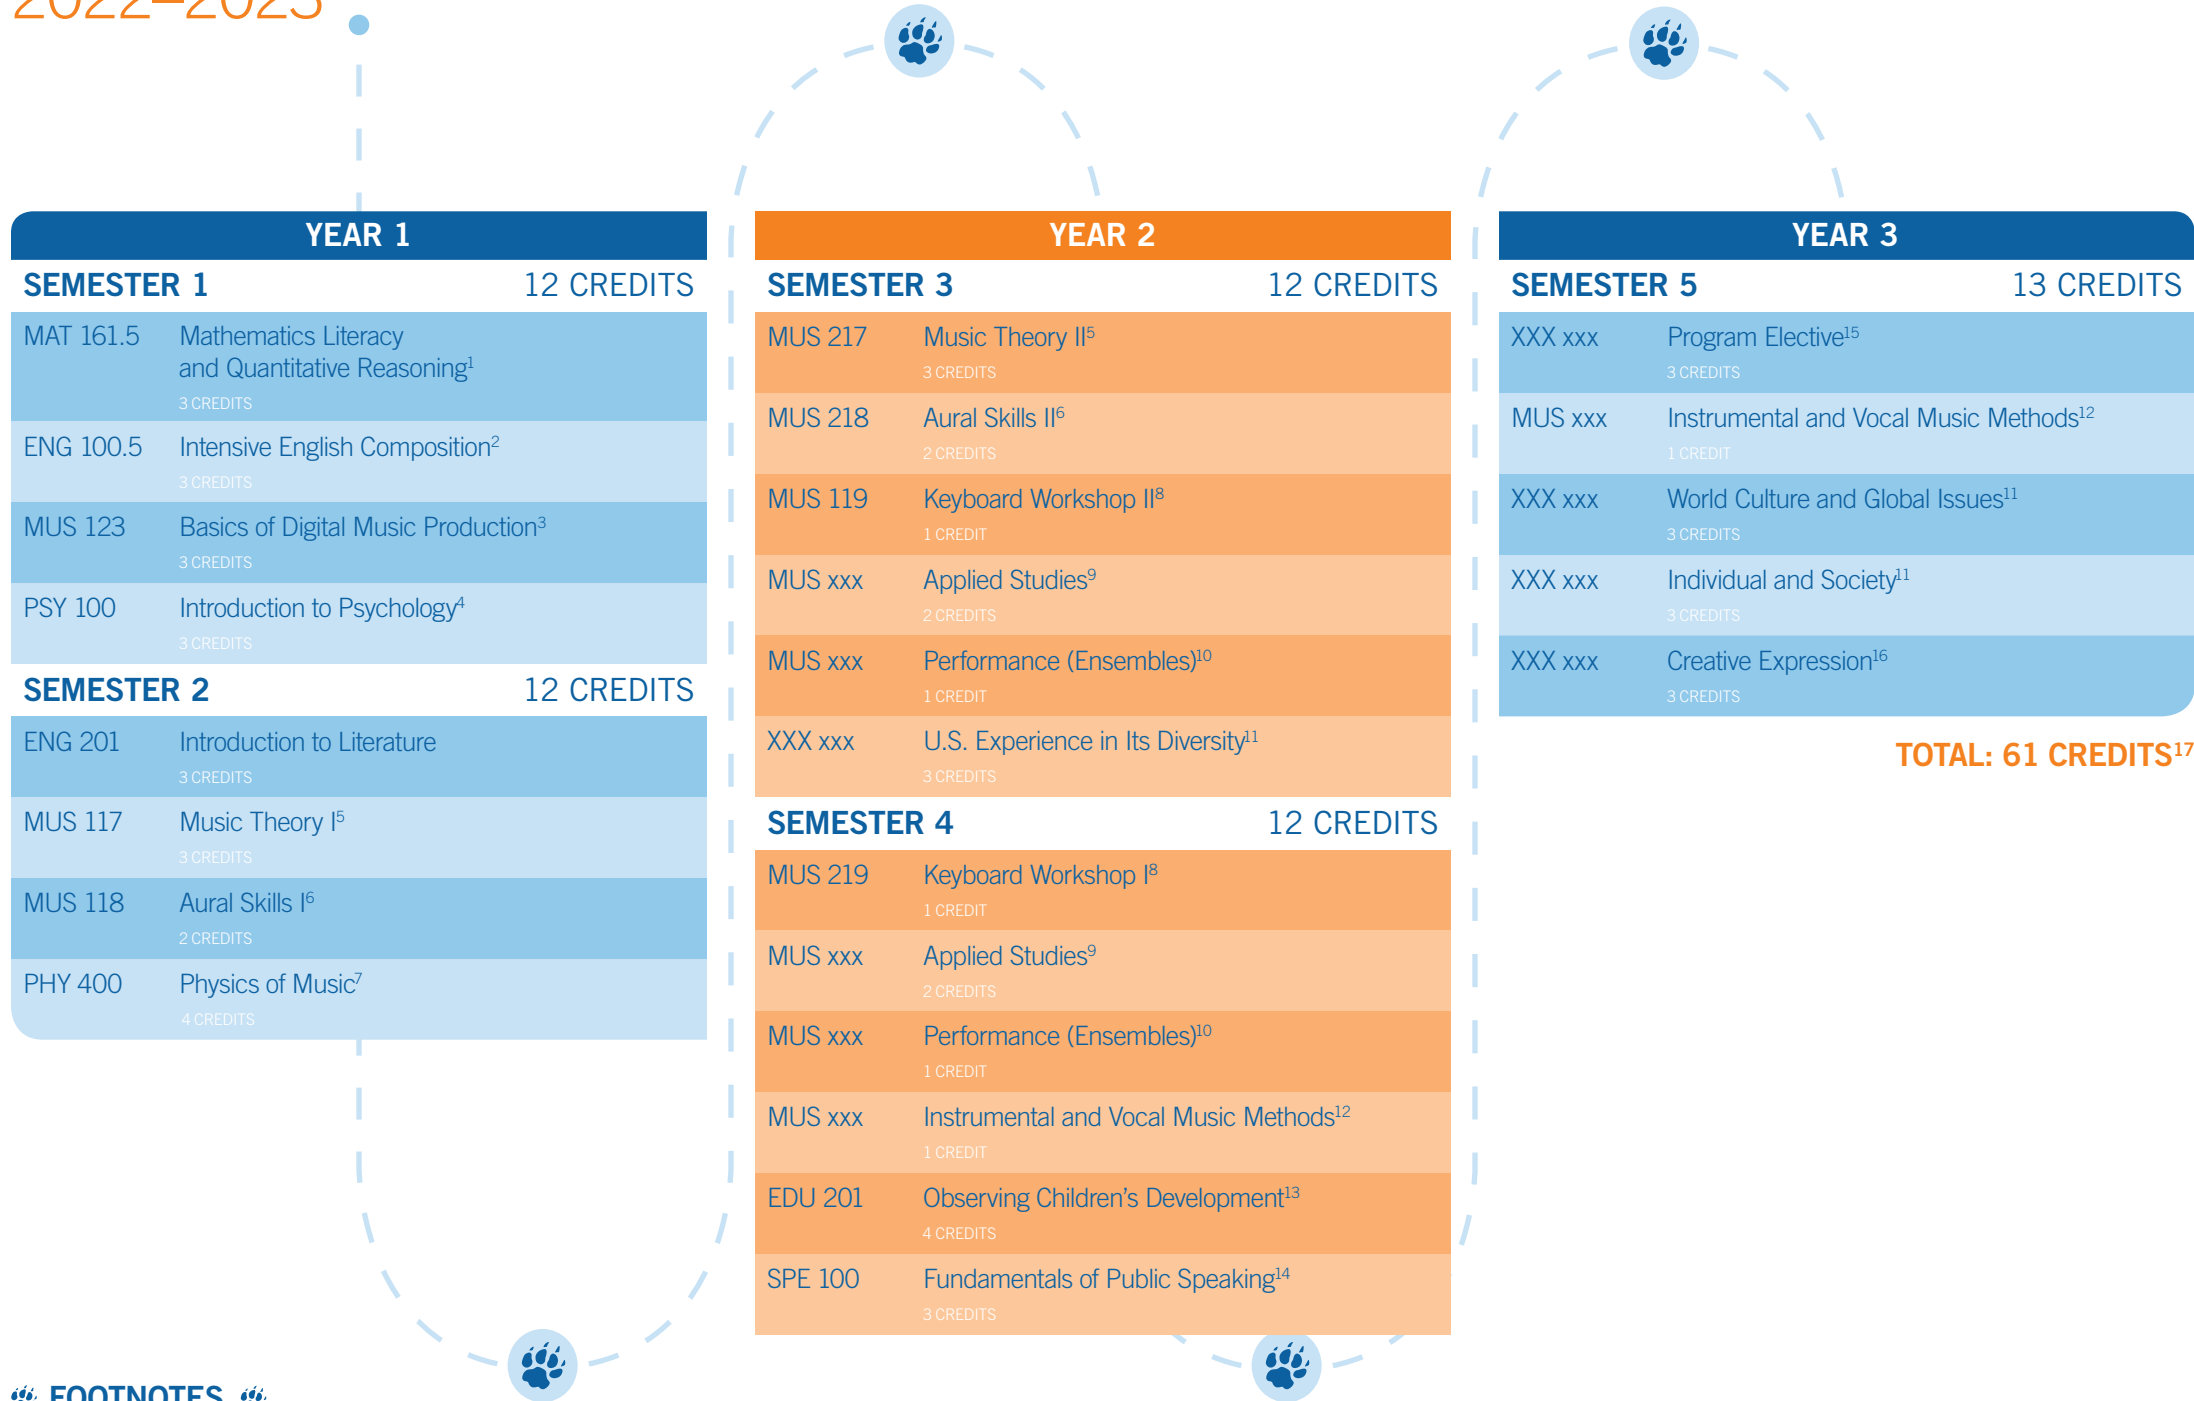 2022–2023
YEAR 1
SEMESTER 1 12 CREDITS
MAT 161.5 Mathematics Literacy
and Quantitative Reasoning1
3 CREDITS
ENG 100.5 Intensive English Composition2
3 CREDITS
MUS 123 Basics of Digital Music Production3
3 CREDITS
PSY 100 Introduction to Psychology4
3 CREDITS
SEMESTER 2 12 CREDITS
ENG 201 Introduction to Literature
3 CREDITS
MUS 117 Music Theory I5
3 CREDITS
MUS 118 Aural Skills I6
2 CREDITS
PHY 400 Physics of Music7
4 CREDITS
YEAR 2
SEMESTER 3 12 CREDITS
MUS 217 Music Theory II5
3 CREDITS
MUS 218 Aural Skills II6
2 CREDITS
MUS 119 Keyboard Workshop II8
1 CREDIT
MUS xxx Applied Studies9
2 CREDITS
MUS xxx Performance (Ensembles)10
1 CREDIT
XXX xxx U.S. Experience in Its Diversity11
3 CREDITS
SEMESTER 4 12 CREDITS
MUS 219 Keyboard Workshop I8
1 CREDIT
MUS xxx Applied Studies9
2 CREDITS
MUS xxx Performance (Ensembles)10
1 CREDIT
MUS xxx Instrumental and Vocal Music Methods12
1 CREDIT
EDU 201 Observing Children's Development13
4 CREDITS
SPE 100 Fundamentals of Public Speaking14
3 CREDITS
YEAR 3
SEMESTER 5 13 CREDITS
XXX xxx Program Elective15
3 CREDITS
MUS xxx Instrumental and Vocal Music Methods12
1 CREDIT
XXX xxx World Culture and Global Issues11
3 CREDITS
XXX xxx Individual and Society11
3 CREDITS
XXX xxx Creative Expression16
3 CREDITS
TOTAL: 61 CREDITS17
FOOTNOTES